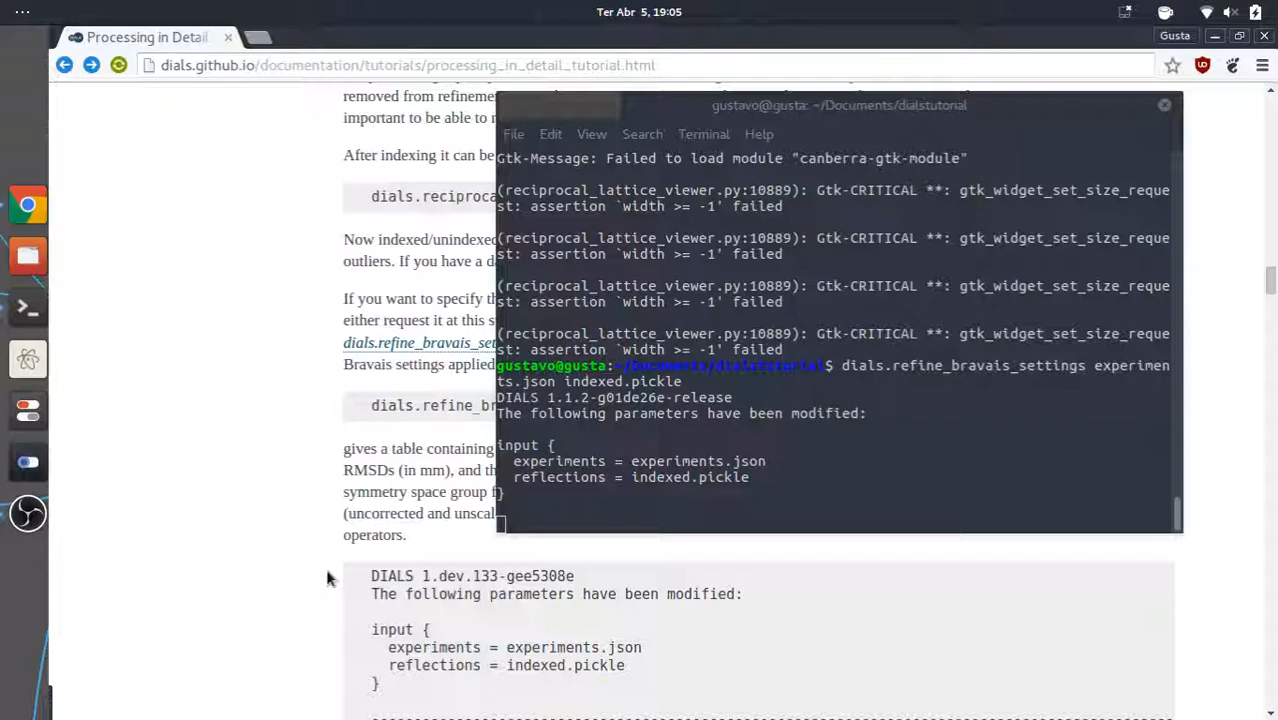 Ter Abr 5, 19:05
Processing in Detail
Gusta
dials.github.io/documentation/tutorials/processing_in_detail_tutorial.html
removed from refinemen
important to be able to
After indexing it can be
dials.reciproca
Now indexed/unindexed
outliers. If you have a d
If you want to specify th
either request it at this s
dials.refine_bravais_set
Bravais settings applied
dials.refine_br
gives a table containing
RMSDs (in mm), and th
symmetry space group f
(uncorrected and unscal
operators.
DIALS 1.dev.133-gee5308e
The following parameters have been modified:
input {
experiments = experiments.json
reflections = indexed.pickle
}
gustavo@gusta: ~/Documents/dialstutorial
File Edit View Search Terminal Help
Gtk-Message: Failed to load module "canberra-gtk-module"
(reciprocal_lattice_viewer.py:10889): Gtk-CRITICAL **: gtk_widget_set_size_reque
st: assertion `width >= -1' failed
(reciprocal_lattice_viewer.py:10889): Gtk-CRITICAL **: gtk_widget_set_size_reque
st: assertion `width >= -1' failed
(reciprocal_lattice_viewer.py:10889): Gtk-CRITICAL **: gtk_widget_set_size_reque
st: assertion `width >= -1' failed
(reciprocal_lattice_viewer.py:10889): Gtk-CRITICAL **: gtk_widget_set_size_reque
st: assertion `width >= -1' failed
gustavo@gusta:~/Documents/dialstutorial$ dials.refine_bravais_settings experimen
ts.json indexed.pickle
DIALS 1.1.2-g01de26e-release
The following parameters have been modified:
input {
experiments = experiments.json
reflections = indexed.pickle
}